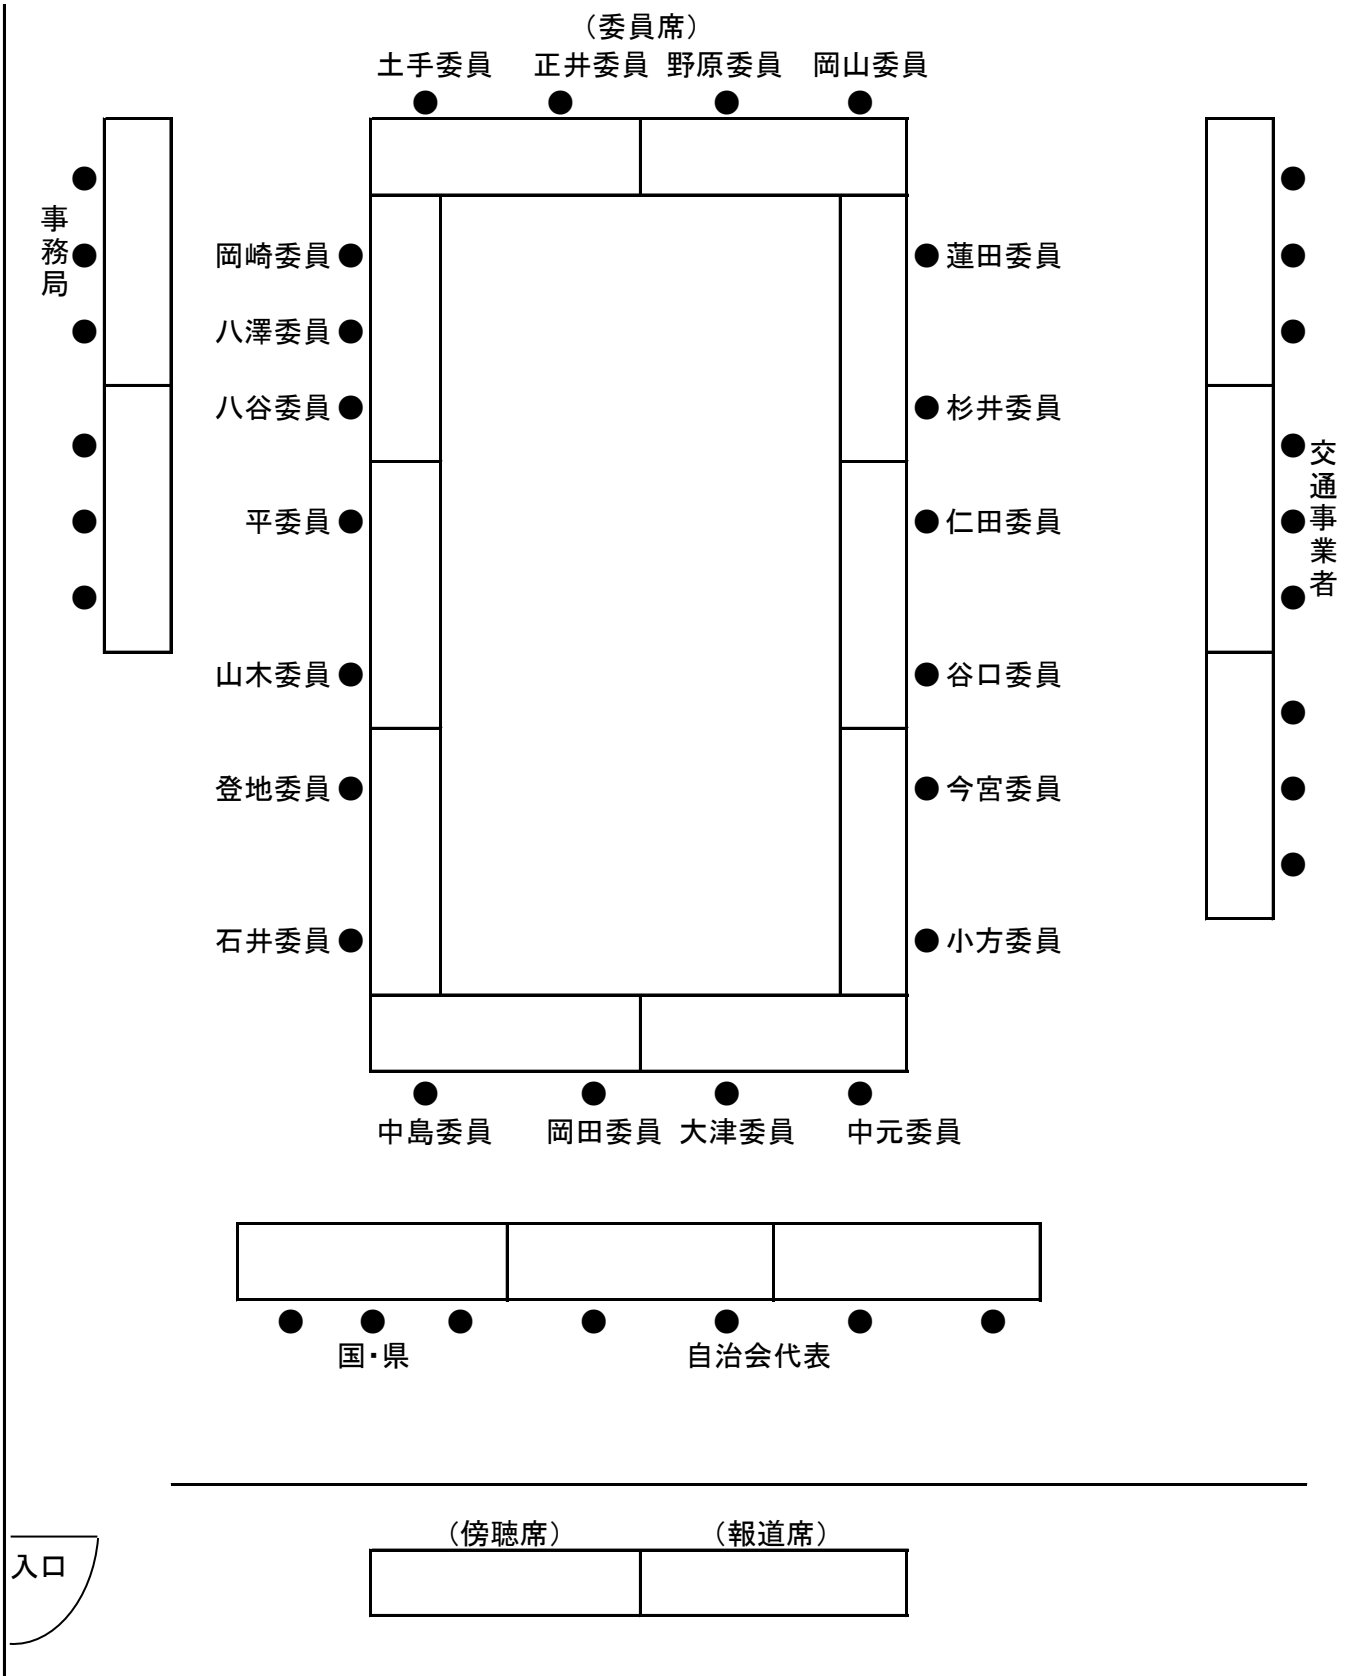 （委員席）
土手委員 正井委員 野原委員 岡山委員
事務局
岡崎委員
八澤委員
八谷委員
平委員
山木委員
登地委員
石井委員
蓮田委員
杉井委員
仁田委員
谷口委員
今宮委員
小方委員
交通事業者
中島委員 岡田委員 大津委員 中元委員
国・県 自治会代表
（傍聴席） （報道席）
入口